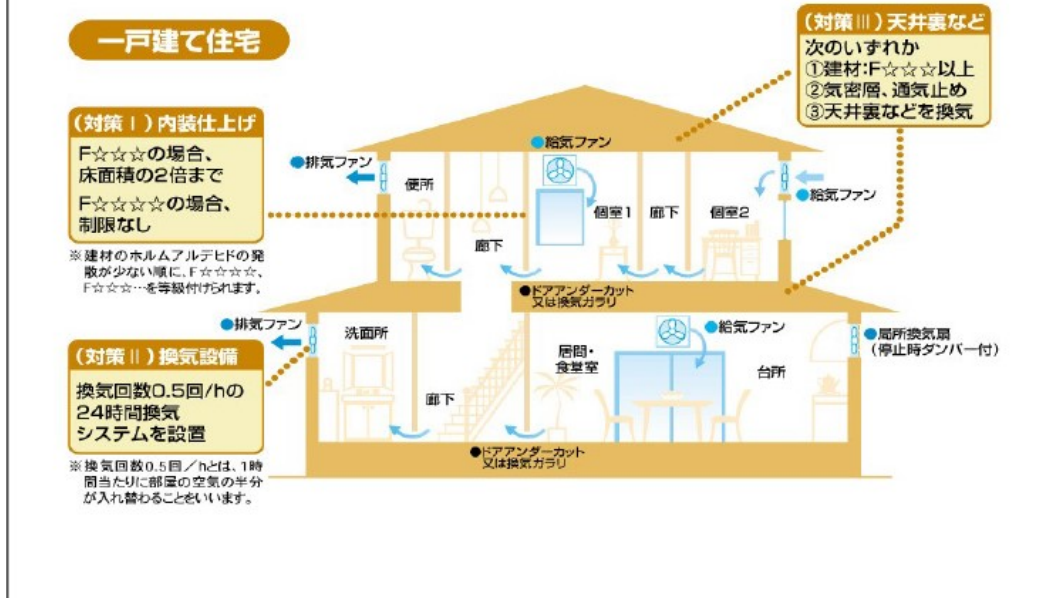 一戸建て住宅
(対策Ⅲ)天井裏など
次のいずれか
①建材:F☆☆☆以上
②気密層、通気止め
③天井裏などを換気
(対策Ⅰ)内装仕上げ
F☆☆☆の場合、
床面積の2倍まで
F☆☆☆☆の場合、
制限なし
※建材のホルムアルデヒドの発
散が少ない順に、F☆☆☆☆、
F☆☆☆…を等級付けられます。
●給気ファン
●排気ファン
便所
●給気ファン
個室1
廊下
個室2
廊下
●ドアアンダーカット
又は換気ガラリ
●排気ファン
洗面所
●給気ファン
●局所換気扇
(停止時ダンパー付)
居間・
食堂室
台所
廊下
(対策Ⅱ)換気設備
換気回数0.5回/hの
24時間換気
システムを設置
●ドアアンダーカット
又は換気ガラリ
※換気回数0.5回/hとは、1時
間当たりに部屋の空気の半分
が入れ替わることをいいます。